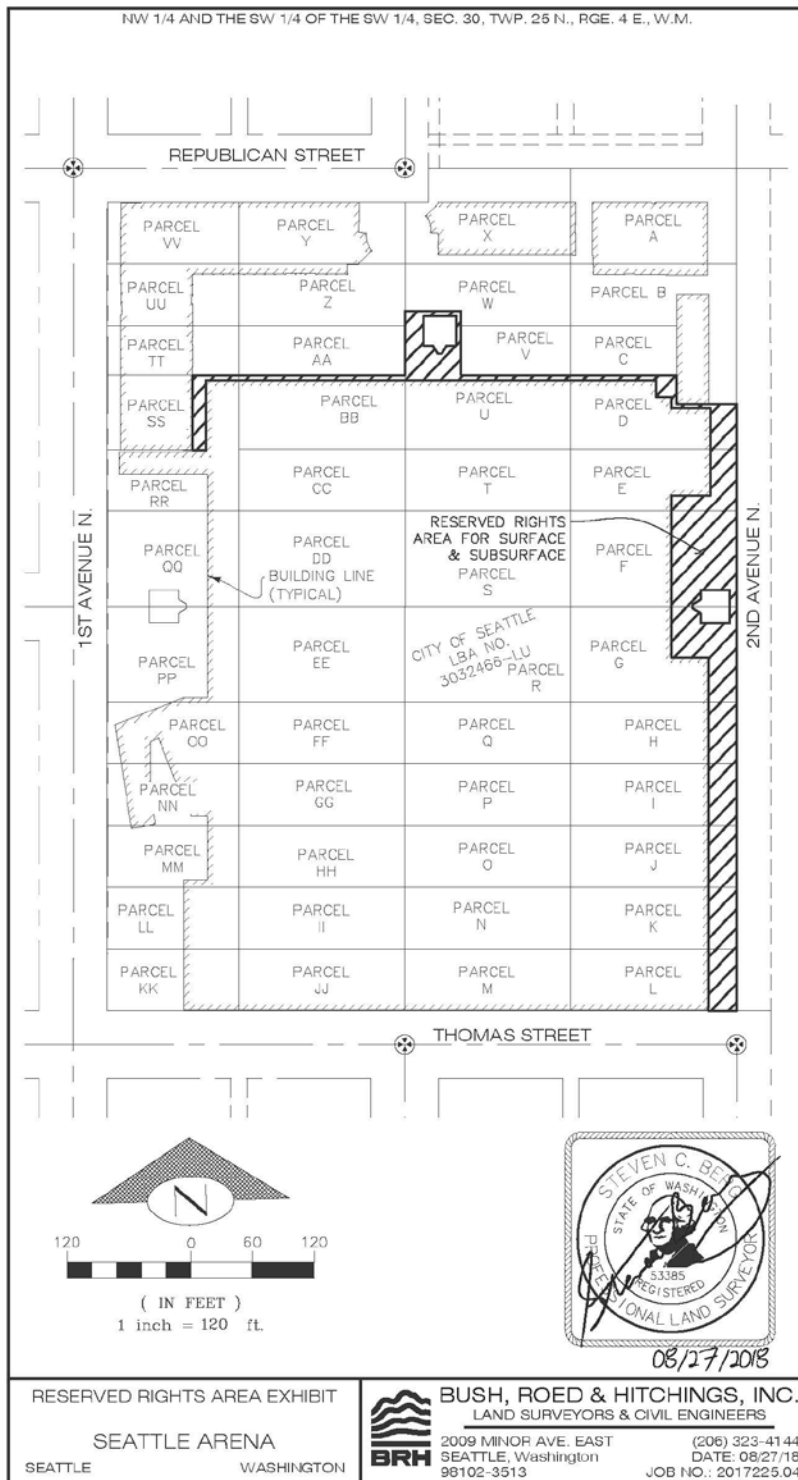 NW 1/4 AND THE SW 1/4 OF THE SW 1/4, SEC. 30, TWP. 25 N., RGE. 4 E., W.M.
REPUBLICAN STREET
PARCEL
VV
PARCEL
Y
PARCEL
X
PARCEL
A
PARCEL
UU
PARCEL
Z
PARCEL
W
PARCEL B
PARCEL
TT
PARCEL
AA
PARCEL
V
PARCEL
C
PARCEL
SS
PARCEL
BB
PARCEL
U
PARCEL
D
PARCEL
RR
PARCEL
CC
PARCEL
T
PARCEL
E
RESERVED RIGHTS
AREA FOR SURFACE
& SUBSURFACE
1ST AVENUE N.
PARCEL
QQ
PARCEL
DD
BUILDING LINE
(TYPICAL)
PARCEL
S
PARCEL
F
2ND AVENUE N.
PARCEL
PP
PARCEL
EE
CITY OF SEATTLE
LBA NO.
3032466-LU
PARCEL
R
PARCEL
G
PARCEL
OO
PARCEL
FF
PARCEL
Q
PARCEL
H
PARCEL
NN
PARCEL
GG
PARCEL
P
PARCEL
I
PARCEL
MM
PARCEL
HH
PARCEL
O
PARCEL
J
PARCEL
LL
PARCEL
II
PARCEL
N
PARCEL
K
PARCEL
KK
PARCEL
JJ
PARCEL
M
PARCEL
L
THOMAS STREET
N
120 0 60 120
( IN FEET )
1 inch = 120 ft.
STEVEN C. BERG
STATE OF WASHINGTON
53385
REGISTERED
PROFESSIONAL LAND SURVEYOR
08/27/2018
RESERVED RIGHTS AREA EXHIBIT
SEATTLE ARENA
SEATTLE WASHINGTON
BRH
BUSH, ROED & HITCHINGS, INC.
LAND SURVEYORS & CIVIL ENGINEERS
2009 MINOR AVE. EAST (206) 323-4144
SEATTLE, Washington DATE: 08/27/18
98102-3513 JOB NO.: 2017225.04